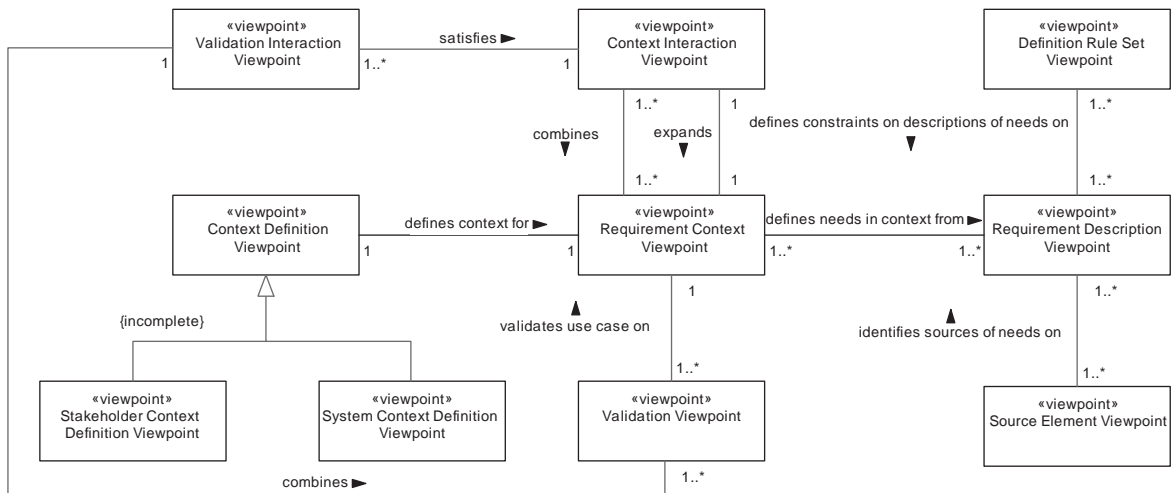 «viewpoint»
Validation Interaction
Viewpoint
satisfies ►
1
1..*
1
«viewpoint»
Context Interaction
Viewpoint
«viewpoint»
Definition Rule Set
Viewpoint
1..*
1
1..*
combines
▼
expands
▼
defines constraints on descriptions of needs on
▼
1..*
1
1..*
«viewpoint»
Context Definition
Viewpoint
defines context for ►
1
1
«viewpoint»
Requirement Context
Viewpoint
defines needs in context from ►
1..*
1..*
«viewpoint»
Requirement Description
Viewpoint
{incomplete}
▲
validates use case on
1
▲
identifies sources of needs on
1..*
1..*
1..*
«viewpoint»
Stakeholder Context
Definition Viewpoint
«viewpoint»
System Context Definition
Viewpoint
«viewpoint»
Validation Viewpoint
«viewpoint»
Source Element Viewpoint
combines ►
1..*